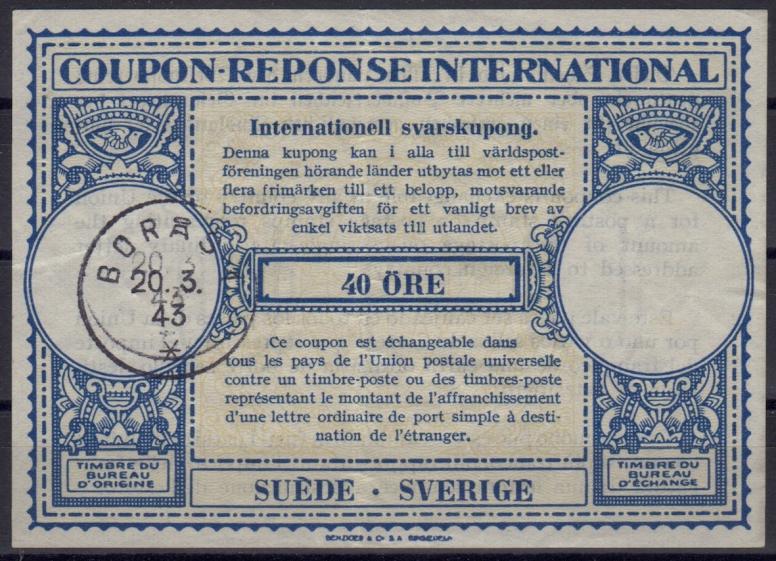 COUPON-REPONSE INTERNATIONAL
Internationell svarskupong.
Denna kupong kan i alla till världspost-
föreningen hörande länder utbytas mot ett eller
flera frimärken till ett belopp, motsvarande
befordringsavgiften för ett vanligt brev av
enkel viktsats till utlandet.
40 ÖRE
Ce coupon est échangeable dans
tous les pays de l'Union postale universelle
contre un timbre-poste ou des timbres-poste
représentant le montant de l'affranchissement
d'une lettre ordinaire de port simple à desti-
nation de l'étranger.
BORÅ
20.3.
43
TIMBRE DU
BUREAU
D'ORIGINE
TIMBRE DU
BUREAU
D'ÉCHANGE
SUÈDE · SVERIGE